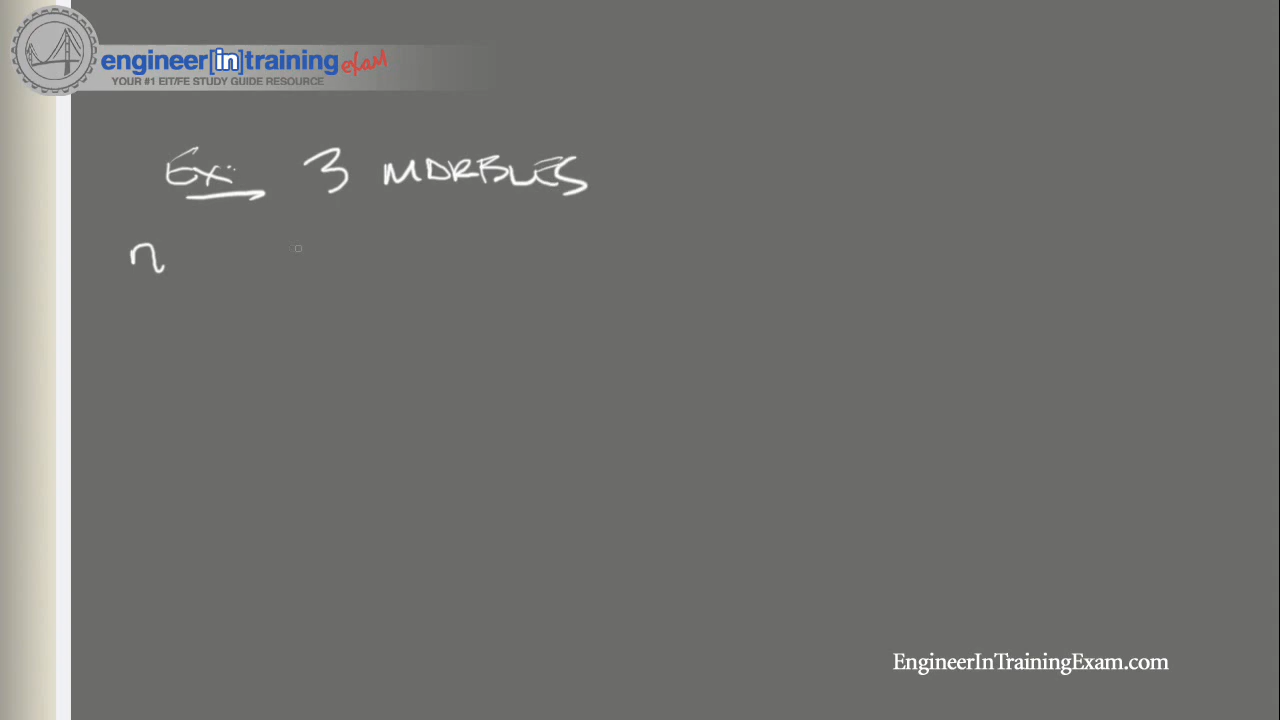 engineer[in]training exam
YOUR #1 EIT/FE STUDY GUIDE RESOURCE
Ex: 3 MARBLES
n
EngineerInTrainingExam.com